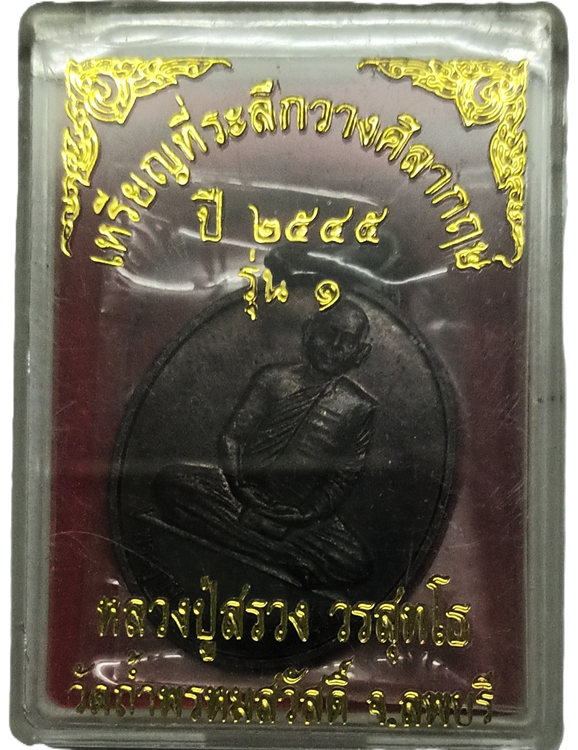 เหรียญที่ระลึกวางศิลาฤกษ์
ปี ๒๕๔๕
รุ่น ๑
หลวงปู่สรวง วรสุทโธ
วัดถ้ำพรหมสวัสดิ์ จ.ลพบุรี